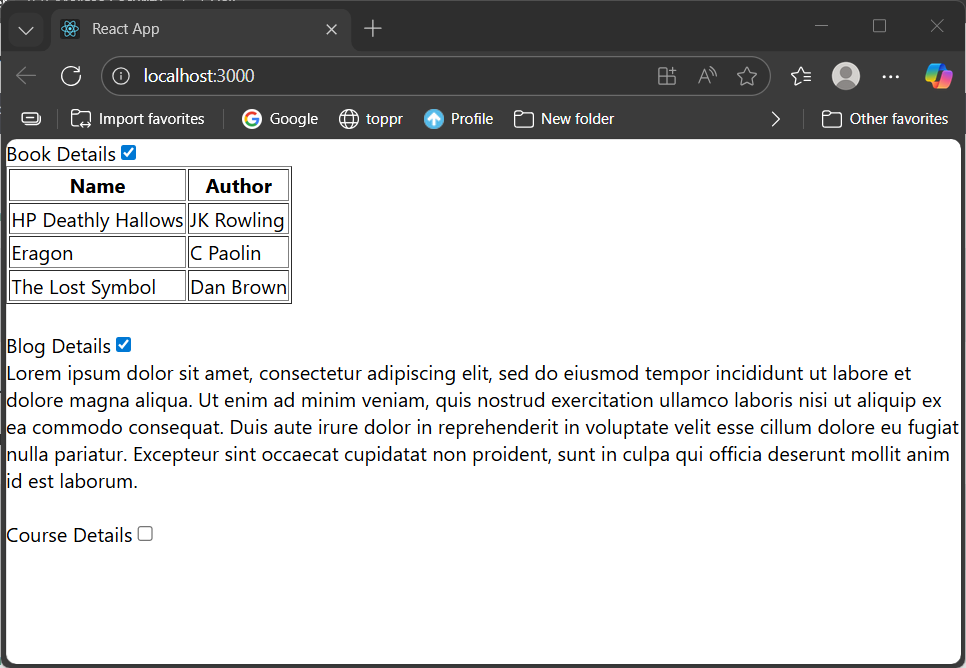 React App
localhost:3000
Import favorites Google toppr Profile New folder Other favorites
Book Details
Name Author
HP Deathly Hallows JK Rowling
Eragon C Paolin
The Lost Symbol Dan Brown
Blog Details
Lorem ipsum dolor sit amet, consectetur adipiscing elit, sed do eiusmod tempor incididunt ut labore et
dolore magna aliqua. Ut enim ad minim veniam, quis nostrud exercitation ullamco laboris nisi ut aliquip ex
ea commodo consequat. Duis aute irure dolor in reprehenderit in voluptate velit esse cillum dolore eu fugiat
nulla pariatur. Excepteur sint occaecat cupidatat non proident, sunt in culpa qui officia deserunt mollit anim
id est laborum.
Course Details